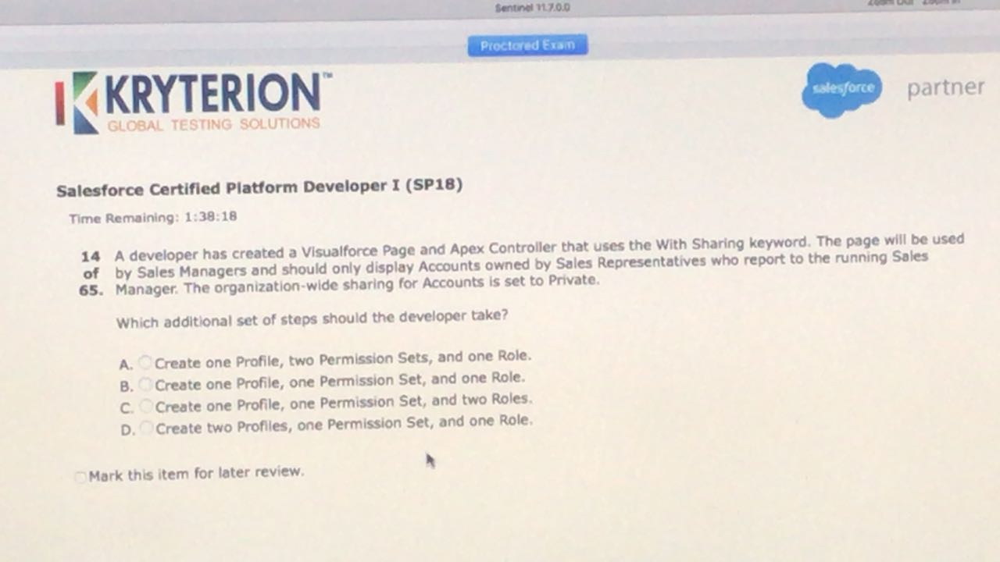 Sentinel 11.7.0.0
Zoom Out Zoom In
Proctored Exam
KRYTERION™
GLOBAL TESTING SOLUTIONS
salesforce partner
Salesforce Certified Platform Developer I (SP18)
Time Remaining: 1:38:18
14 A developer has created a Visualforce Page and Apex Controller that uses the With Sharing keyword. The page will be used
of by Sales Managers and should only display Accounts owned by Sales Representatives who report to the running Sales
65. Manager. The organization-wide sharing for Accounts is set to Private.
Which additional set of steps should the developer take?
A. Create one Profile, two Permission Sets, and one Role.
B. Create one Profile, one Permission Set, and one Role.
C. Create one Profile, one Permission Set, and two Roles.
D. Create two Profiles, one Permission Set, and one Role.
Mark this item for later review.